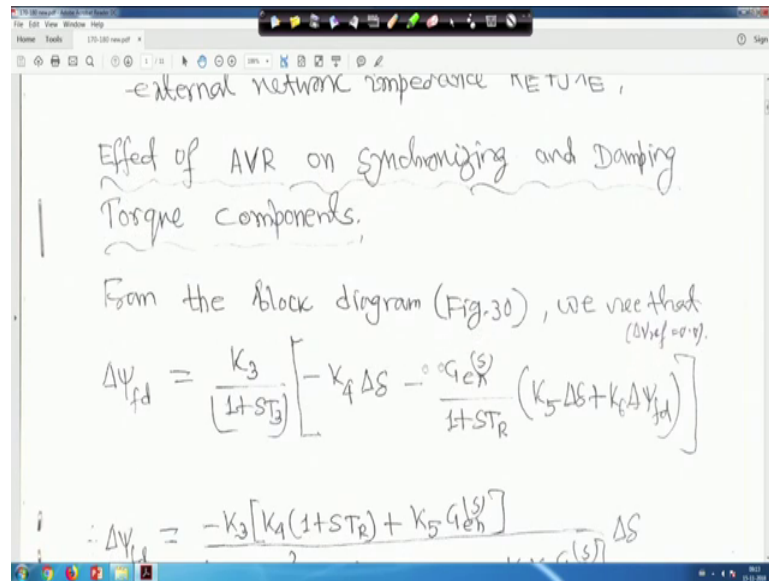 170-180 new.pdf - Adobe Acrobat Reader DC
File Edit View Window Help
Home Tools 170-180 new.pdf × Sign
1 / 11
external network impedance RE+JXE.
Effect of AVR on Synchronizing and Damping
Torque components.
From the Block diagram (Fig.30), we see that
(ΔVref = 0.0).
Δψfd = K3/(1+ST3) [-K4 Δδ - Gex(s)/(1+STR) (K5 Δδ + K6 Δψfd)]
∴ Δψfd = -K3[K4(1+STR) + K5 Gex(s)] Δδ